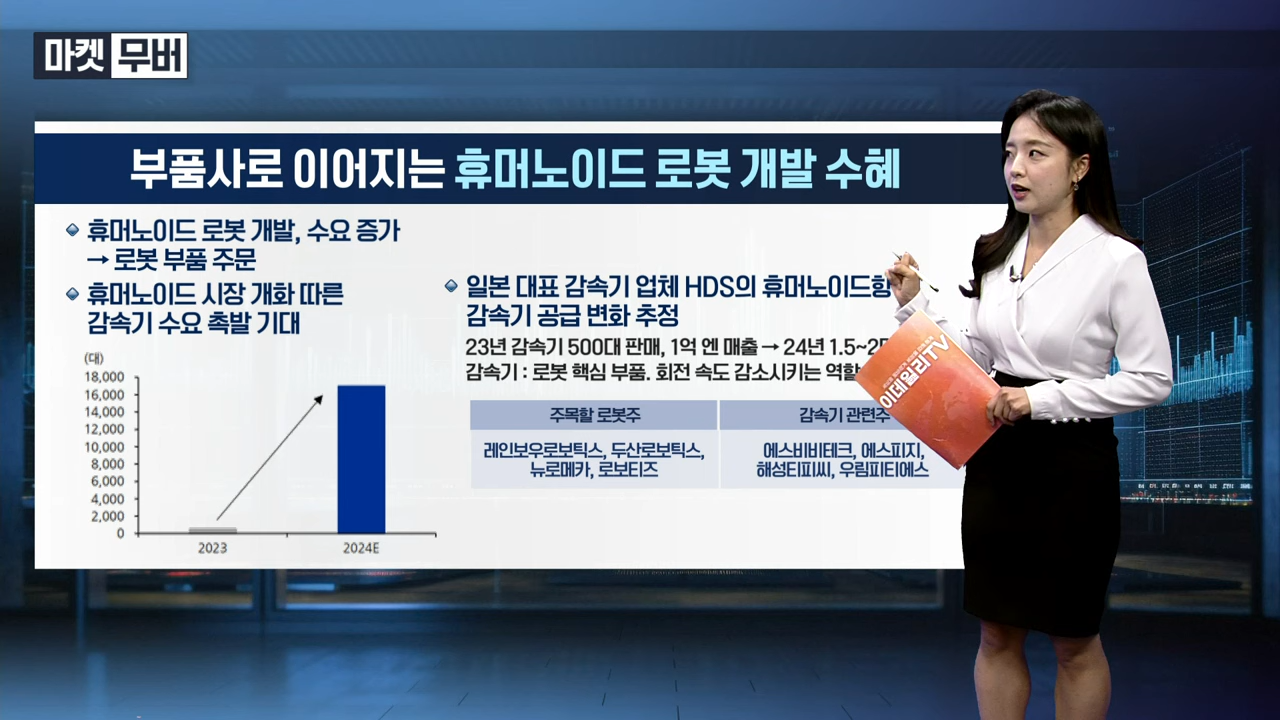 마켓 무버
부품사로 이어지는 휴머노이드 로봇 개발 수혜
휴머노이드 로봇 개발, 수요 증가
→ 로봇 부품 주문
휴머노이드 시장 개화 따른
감속기 수요 촉발 기대
(대)
18,000
16,000
14,000
12,000
10,000
8,000
6,000
4,000
2,000
0
2023
2024E
일본 대표 감속기 업체 HDS의 휴머노이드향
감속기 공급 변화 추정
23년 감속기 500대 판매, 1억 엔 매출 → 24년
감속기 : 로봇 핵심 부품. 회전 속도 감소시키는 역할
주목할 로봇주
감속기 관련주
레인보우로보틱스, 두산로보틱스,
뉴로메카, 로보티즈
에스비비테크, 에스피지,
해성티피씨, 우림피티에스
이데일리TV